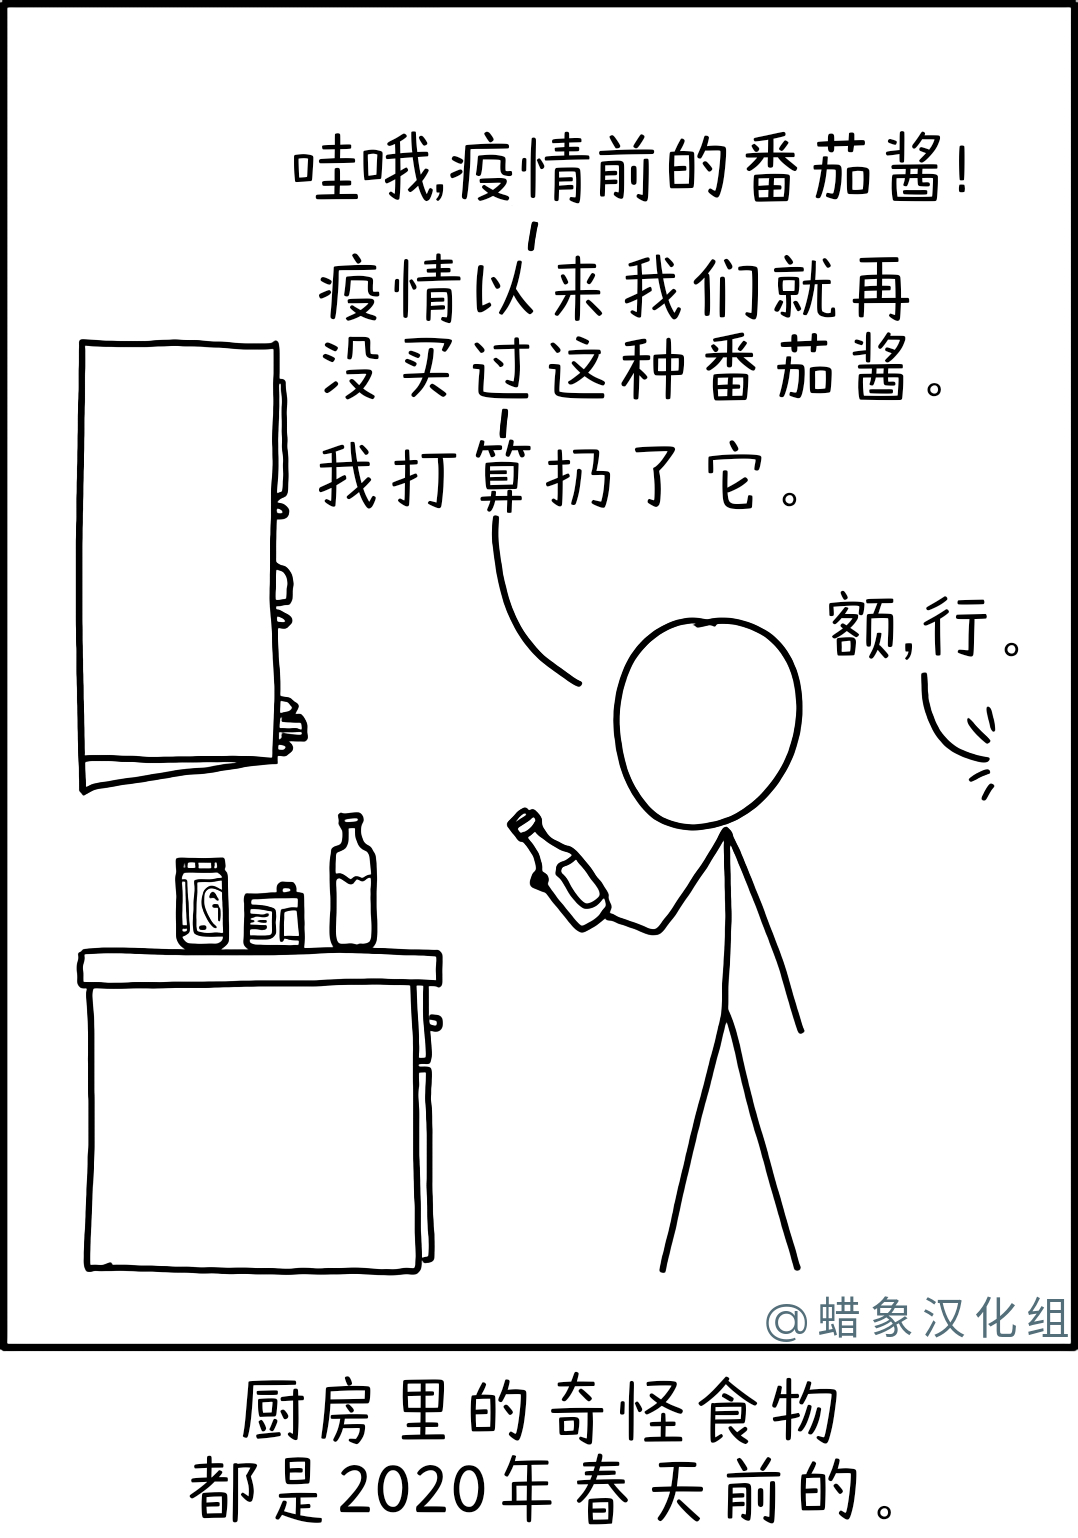 哇哦,疫情前的番茄酱!
疫情以来我们就再
没买过这种番茄酱。
我打算扔了它。
额,行。
@蜡象汉化组
厨房里的奇怪食物
都是2020年春天前的。